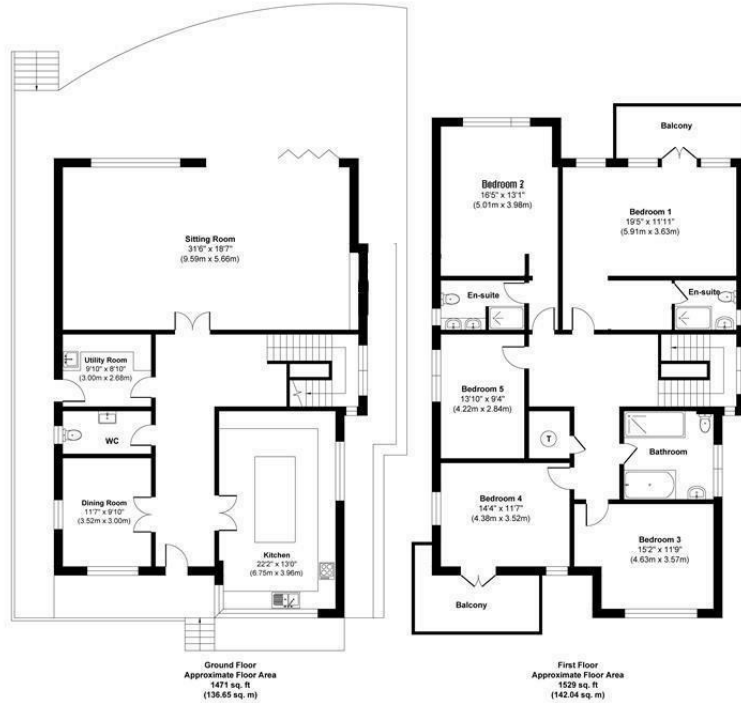 Sitting Room
31'6" x 18'7"
(9.59m x 5.66m)
Utility Room
9'10" x 8'10"
(3.00m x 2.68m)
WC
Dining Room
11'7" x 9'10"
(3.52m x 3.00m)
Kitchen
22'2" x 13'0"
(6.75m x 3.96m)
Ground Floor
Approximate Floor Area
1471 sq. ft
(136.65 sq. m)
Balcony
Bedroom 2
16'5" x 13'1"
(5.01m x 3.98m)
Bedroom 1
19'5" x 11'11"
(5.91m x 3.63m)
En-suite
En-suite
Bedroom 5
13'10" x 9'4"
(4.22m x 2.84m)
T
Bathroom
Bedroom 4
14'4" x 11'7"
(4.38m x 3.52m)
Bedroom 3
15'2" x 11'9"
(4.63m x 3.57m)
Balcony
First Floor
Approximate Floor Area
1529 sq. ft
(142.04 sq. m)